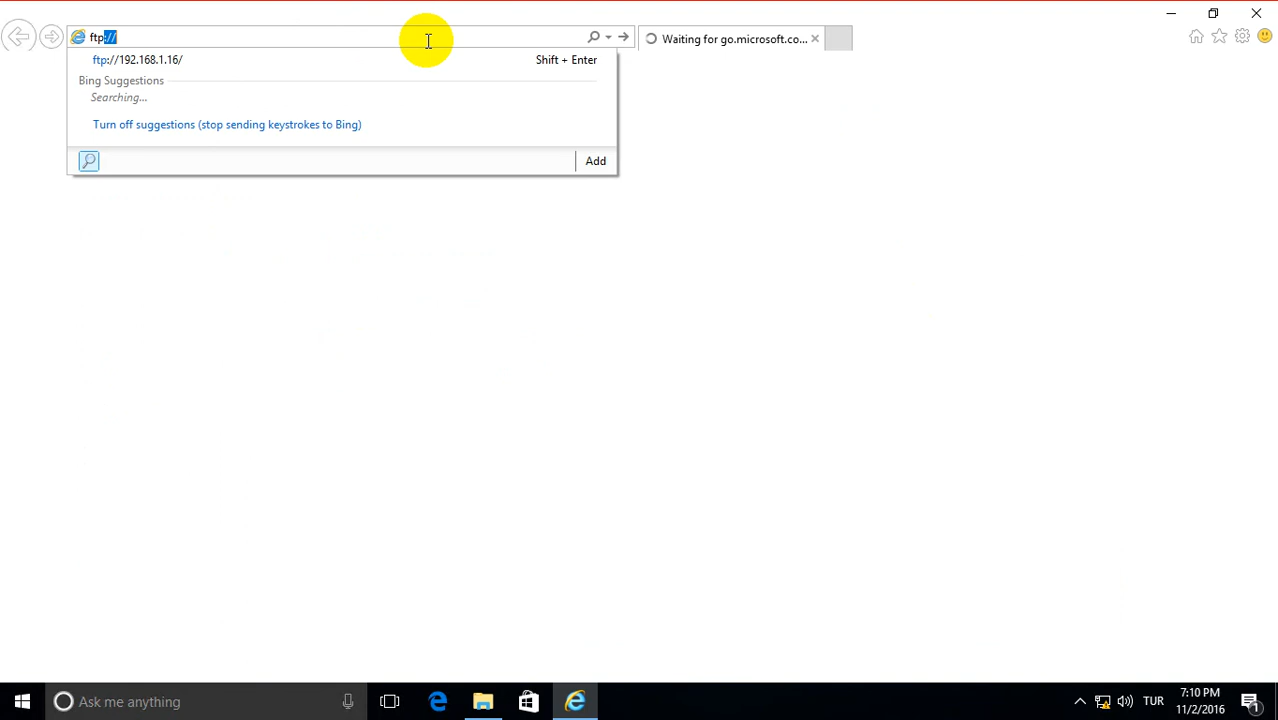 ftp://
Waiting for go.microsoft.co...
ftp://192.168.1.16/ Shift + Enter
Bing Suggestions
Searching...
Turn off suggestions (stop sending keystrokes to Bing)
Add
Ask me anything
TUR
7:10 PM
11/2/2016
1